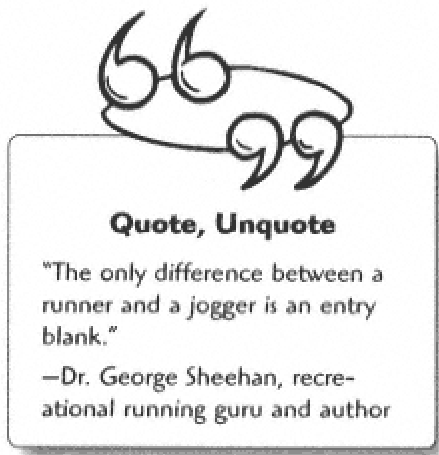 Quote, Unquote
"The only difference between a
runner and a jogger is an entry
blank."
—Dr. George Sheehan, recre-
ational running guru and author